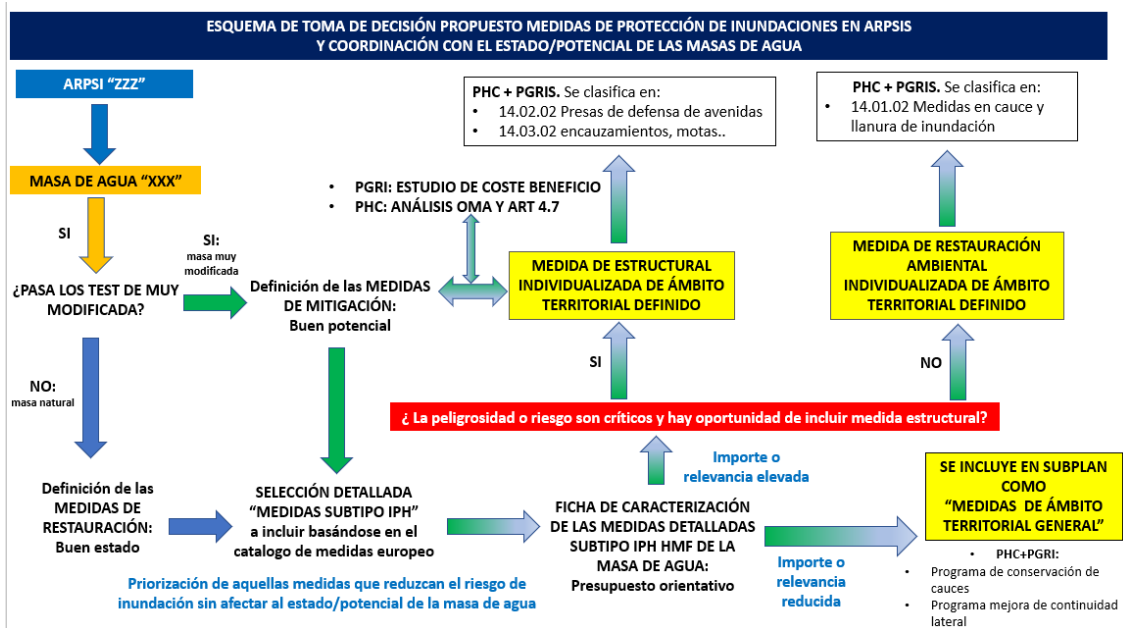 ESQUEMA DE TOMA DE DECISIÓN PROPUESTO MEDIDAS DE PROTECCIÓN DE INUNDACIONES EN ARPSIS
Y COORDINACIÓN CON EL ESTADO/POTENCIAL DE LAS MASAS DE AGUA
ARPSI “ZZZ”
MASA DE AGUA “XXX”
SI
¿PASA LOS TEST DE MUY
MODIFICADA?
SI:
masa muy
modificada
NO:
masa natural
Definición de las MEDIDAS
DE MITIGACIÓN:
Buen potencial
• PGRI: ESTUDIO DE COSTE BENEFICIO
• PHC: ANÁLISIS OMA Y ART 4.7
PHC + PGRIS. Se clasifica en:
• 14.02.02 Presas de defensa de avenidas
• 14.03.02 encauzamientos, motas..
PHC + PGRIS. Se clasifica en:
• 14.01.02 Medidas en cauce y
llanura de inundación
MEDIDA DE ESTRUCTURAL
INDIVIDUALIZADA DE ÁMBITO
TERRITORIAL DEFINIDO
MEDIDA DE RESTAURACIÓN
AMBIENTAL
INDIVIDUALIZADA DE ÁMBITO
TERRITORIAL DEFINIDO
SI
NO
¿ La peligrosidad o riesgo son críticos y hay oportunidad de incluir medida estructural?
Importe o
relevancia elevada
Definición de las
MEDIDAS DE
RESTAURACIÓN:
Buen estado
SELECCIÓN DETALLADA
“MEDIDAS SUBTIPO IPH”
a incluir basándose en el
catalogo de medidas europeo
Priorización de aquellas medidas que reduzcan el riesgo de
inundación sin afectar al estado/potencial de la masa de agua
FICHA DE CARACTERIZACIÓN
DE LAS MEDIDAS DETALLADAS
SUBTIPO IPH HMF DE LA
MASA DE AGUA:
Presupuesto orientativo
Importe o
relevancia
reducida
SE INCLUYE EN SUBPLAN
COMO
“MEDIDAS DE ÁMBITO
TERRITORIAL GENERAL”
• PHC+PGRI:
• Programa de conservación de
cauces
• Programa mejora de continuidad
lateral